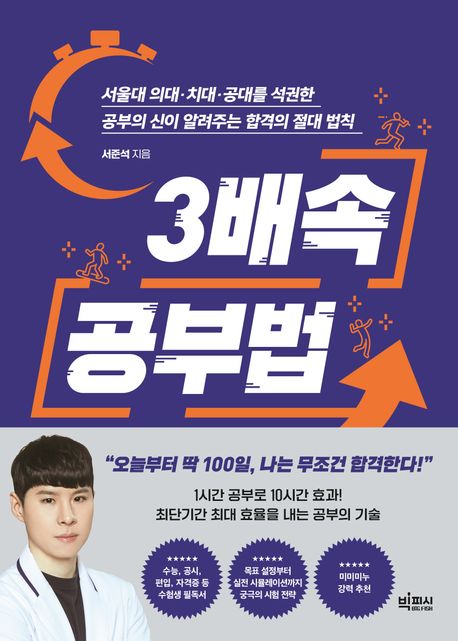 서울대 의대·치대·공대를 석권한
공부의 신이 알려주는 합격의 절대 법칙
서준석 지음
3배속
공부법
“오늘부터 딱 100일, 나는 무조건 합격한다!”
1시간 공부로 10시간 효과!
최단기간 최대 효율을 내는 공부의 기술
★★★★★
수능, 공시,
편입, 자격증 등
수험생 필독서
★★★★★
목표 설정부터
실전 시뮬레이션까지
궁극의 시험 전략
★★★★★
미미미누
강력 추천
빅피시
BIG FISH